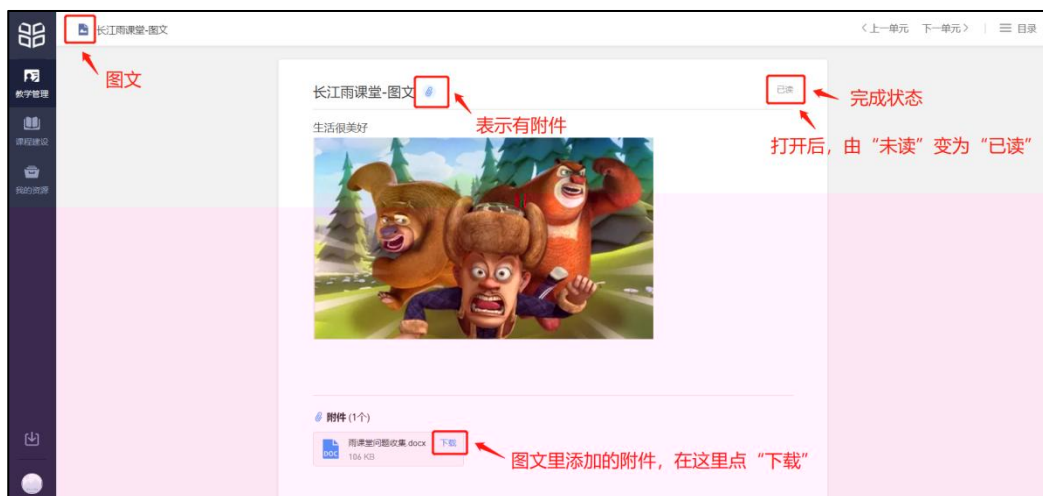 长江雨课堂-图文
〈上一单元 下一单元〉 目录
图文
教学管理
课程建设
我的资源
长江雨课堂-图文
已读
完成状态
表示有附件
打开后，由“未读”变为“已读”
生活很美好
附件(1个)
雨课堂问题收集.docx 下载
DOC
186 KB
图文里添加的附件，在这里点“下载”